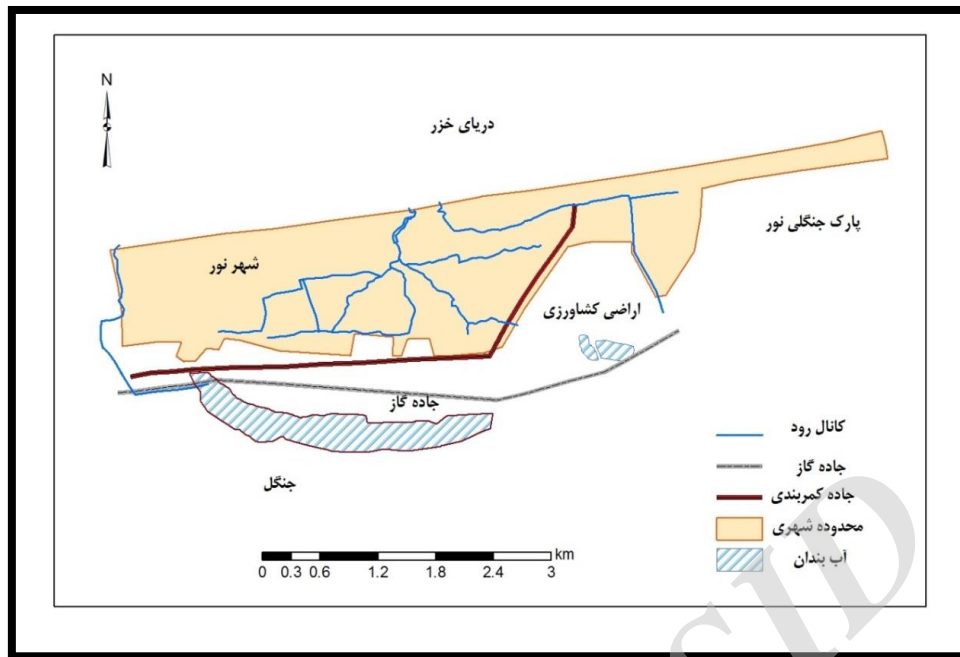 N
دریای خزر
پارک جنگلی نور
شهر نور
اراضی کشاورزی
جاده گاز
جنگل
کانال رود
جاده گاز
جاده کمربندی
محدوده شهری
آب بندان
km
0 0.3 0.6 1.2 1.8 2.4 3
SID